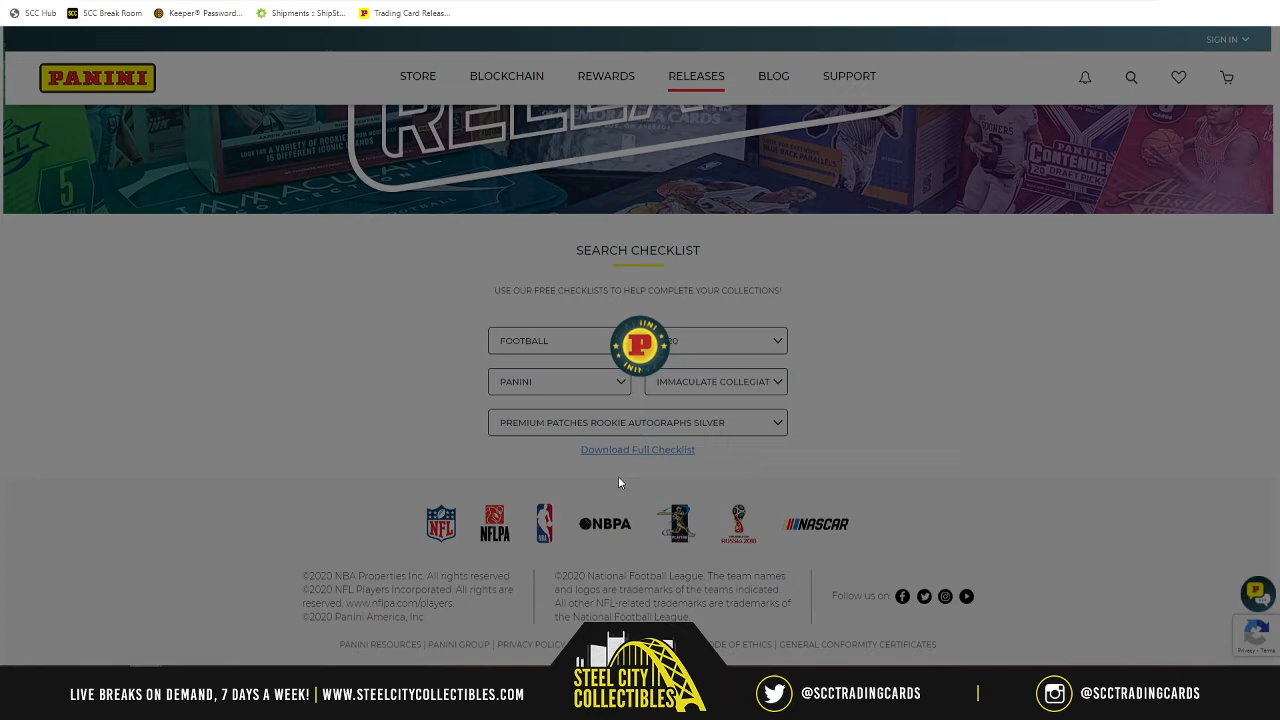 SCC Hub SCC Break Room Keeper® Password... Shipments :: ShipSt... Trading Card Releas...
SIGN IN
PANINI STORE BLOCKCHAIN REWARDS RELEASES BLOG SUPPORT
SEARCH CHECKLIST
USE OUR FREE CHECKLISTS TO HELP COMPLETE YOUR COLLECTIONS!
FOOTBALL
PANINI IMMACULATE COLLEGIAT
PREMIUM PATCHES ROOKIE AUTOGRAPHS SILVER
Download Full Checklist
NFL NFLPA NBA NBPA NASCAR
©2020 NBA Properties Inc. All rights reserved.
©2020 NFL Players Incorporated. All rights are
reserved. www.nflpa.com/players.
©2020 Panini America, Inc
©2020 National Football League. The team names
and logos are trademarks of the teams indicated.
All other NFL-related trademarks are trademarks of
the National Football League.
Follow us on:
Privacy - Terms
PANINI RESOURCES | PANINI GROUP | PRIVACY POLICY
ODE OF ETHICS | GENERAL CONFORMITY CERTIFICATES
LIVE BREAKS ON DEMAND, 7 DAYS A WEEK! | WWW.STEELCITYCOLLECTIBLES.COM
STEEL CITY
COLLECTIBLES
@SCCTRADINGCARDS | @SCCTRADINGCARDS